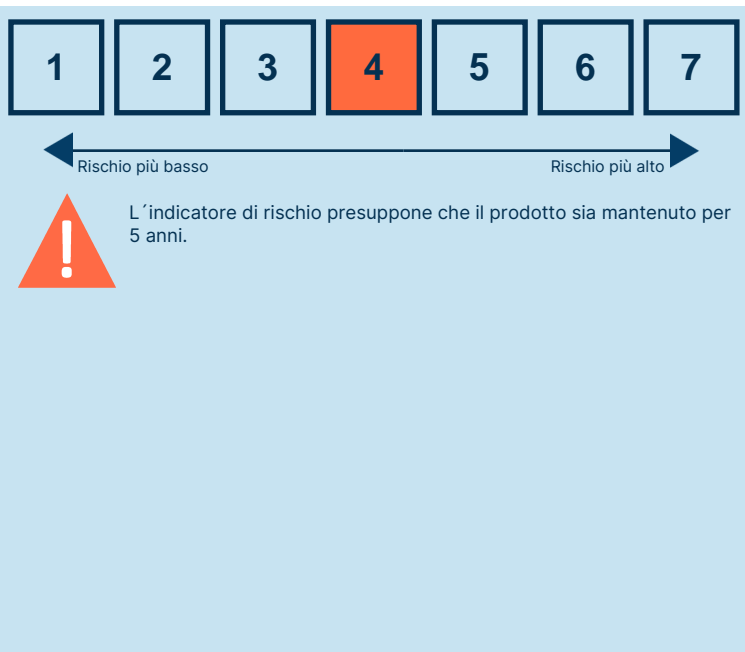 1 2 3 4 5 6 7
Rischio più basso Rischio più alto
L´indicatore di rischio presuppone che il prodotto sia mantenuto per
5 anni.